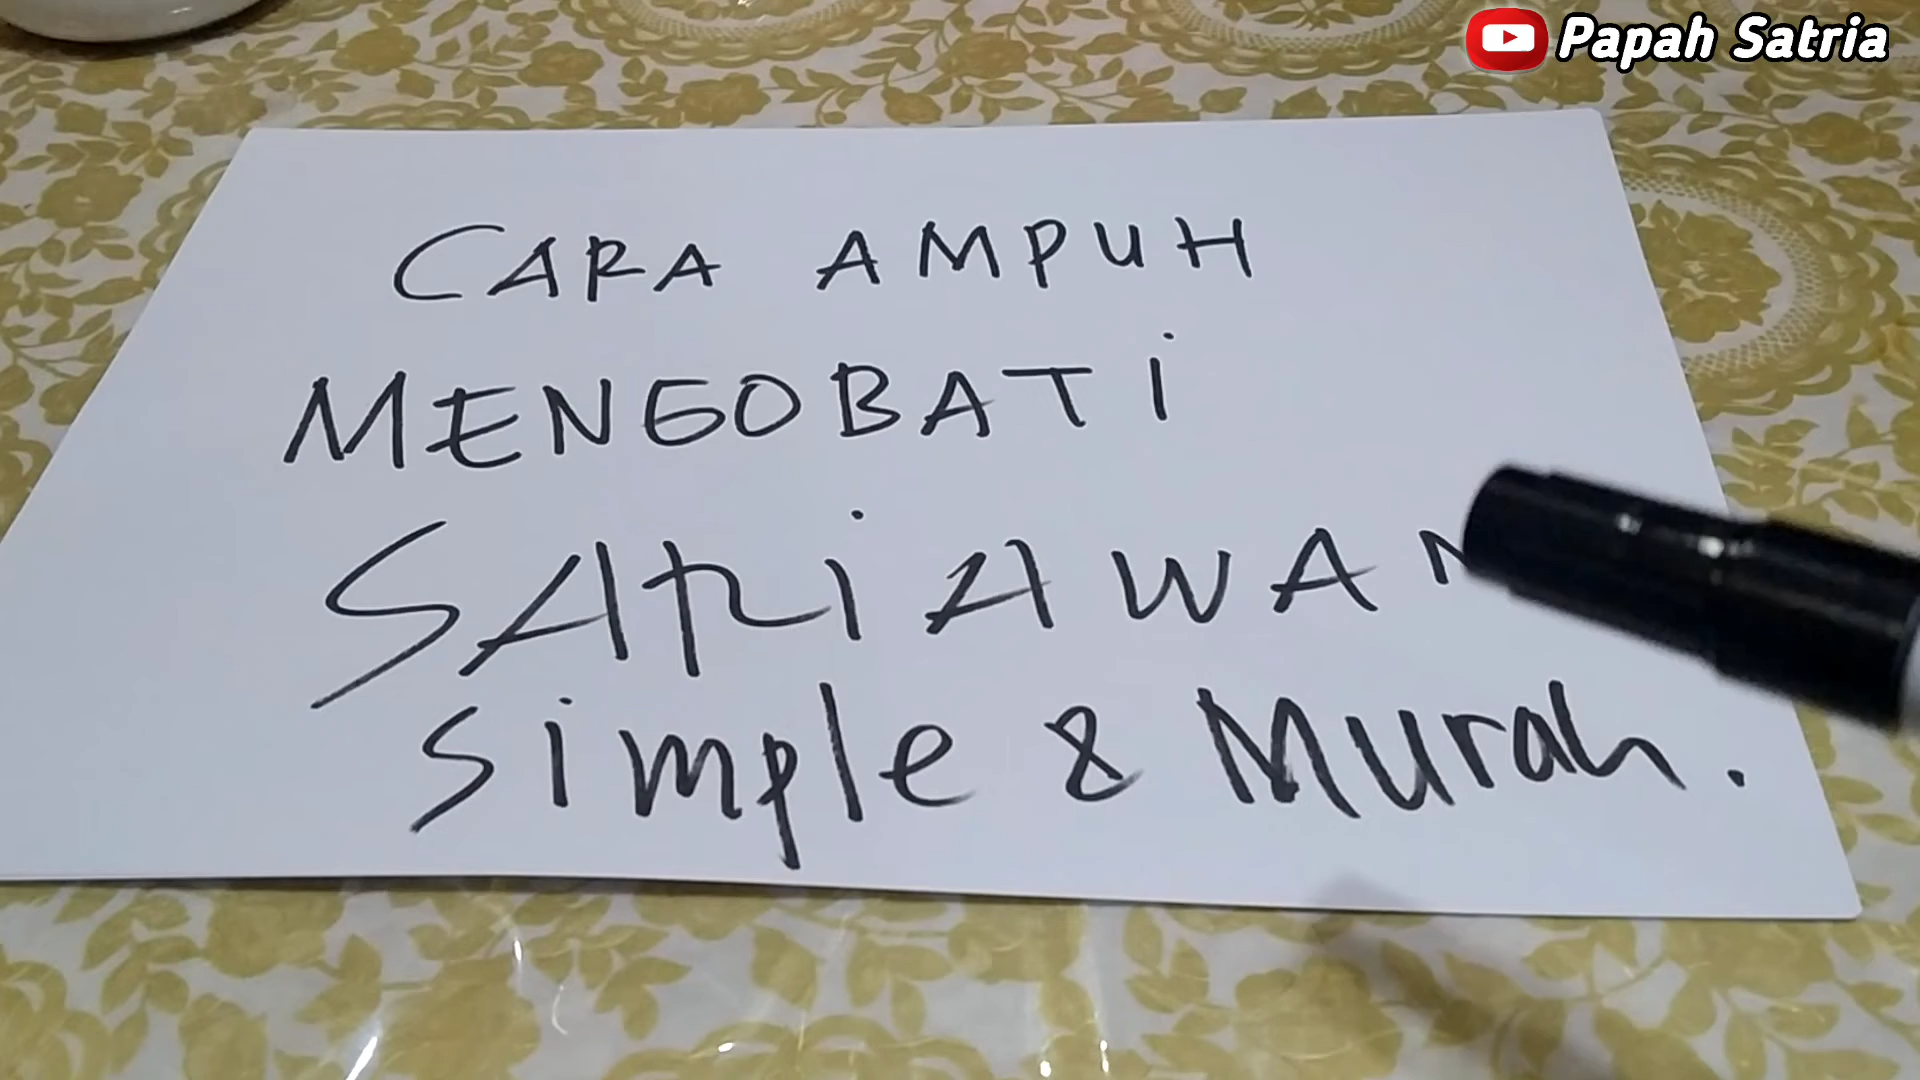 Papah Satria
CARA AMPUH
MENGOBATI
SARIAWAN
Simple & Murah.